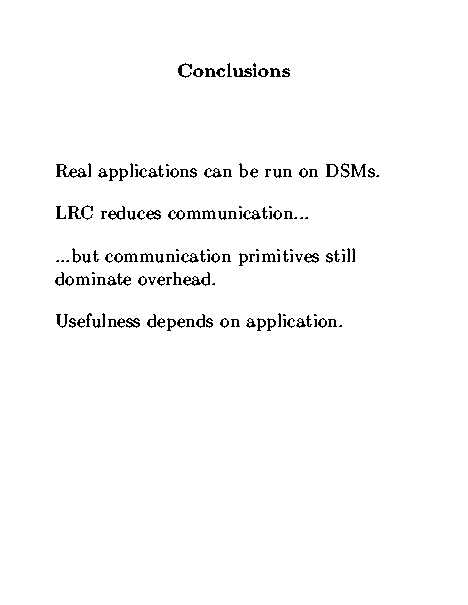 Conclusions
Real applications can be run on DSMs.
LRC reduces communication...
...but communication primitives still
dominate overhead.
Usefulness depends on application.